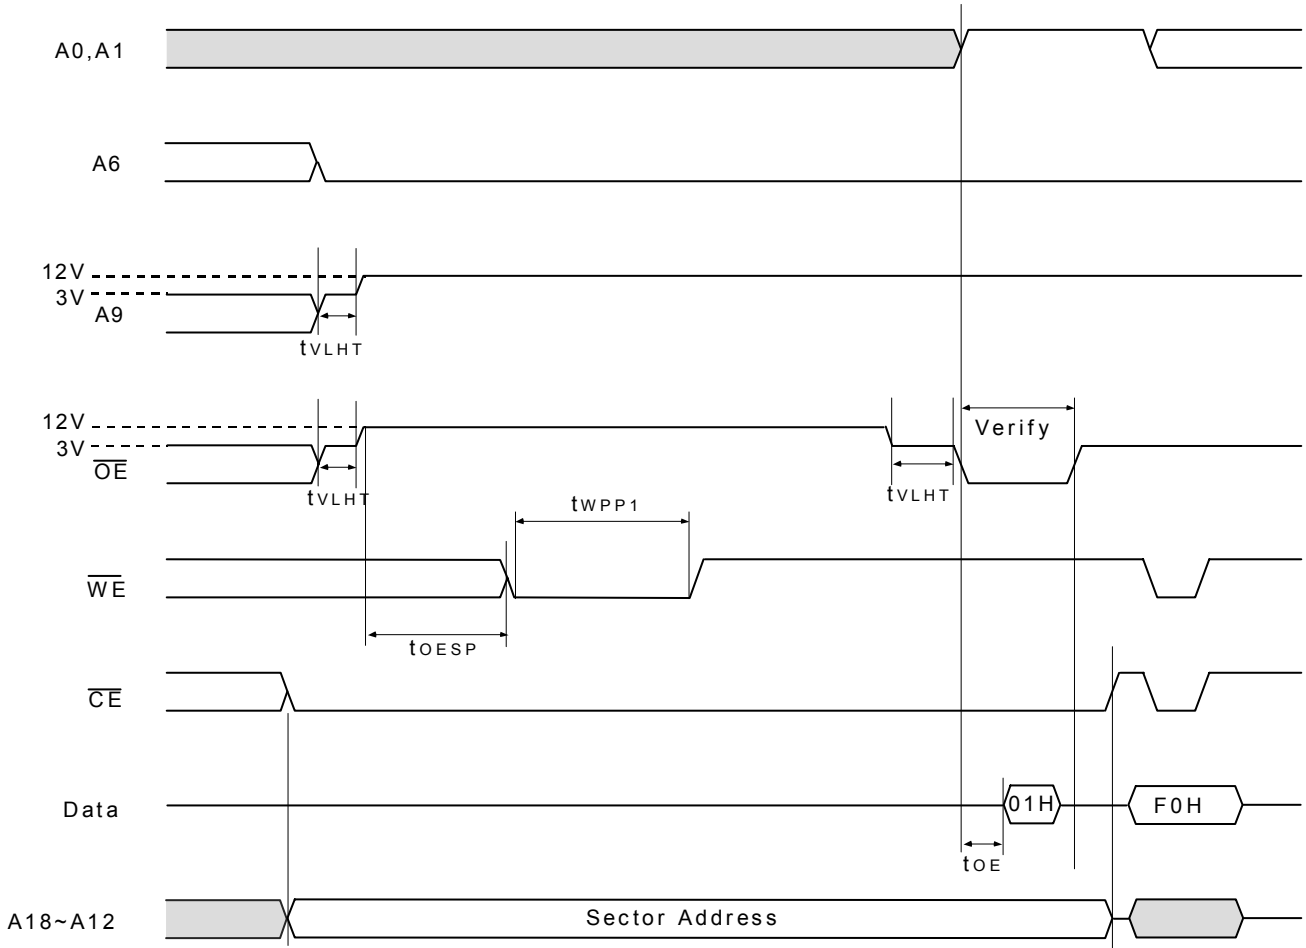 A0,A1
A6
12V
3V
A9
tVLHT
12V
3V
OE
Verify
tVLHT
tVLHT
tWPP1
WE
tOESP
CE
Data
01H
F0H
tOE
A18~A12
Sector Address